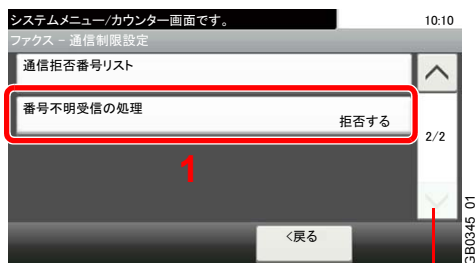 システムメニュー/カウンター画面です。
10:10
ファクス - 通信制限設定
通信拒否番号リスト
番号不明受信の処理
拒否する
2/2
1
<戻る
GB0345_01